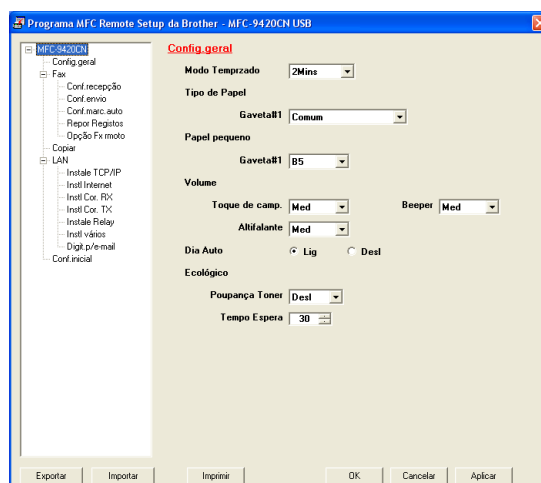 Programa MFC Remote Setup da Brother - MFC-9420CN USB
MFC-9420CN
Config.geral
Fax
Conf.recepção
Conf.envio
Conf.marc.auto
Repor Registos
Opção Fx rmoto
Copiar
LAN
Instale TCP/IP
Instl Internet
Instl Cor. RX
Instl Cor. TX
Instale Relay
Instl vários
Digit.p/e-mail
Conf.inicial
Config.geral
Modo Temprzado 2Mins
Tipo de Papel
Gaveta#1 Comum
Papel pequeno
Gaveta#1 B5
Volume
Toque de camp. Med Beeper Med
Altifalante Med
Dia Auto Lig Desl
Ecológico
Poupança Toner Desl
Tempo Espera 30
Exportar Importar Imprimir OK Cancelar Aplicar